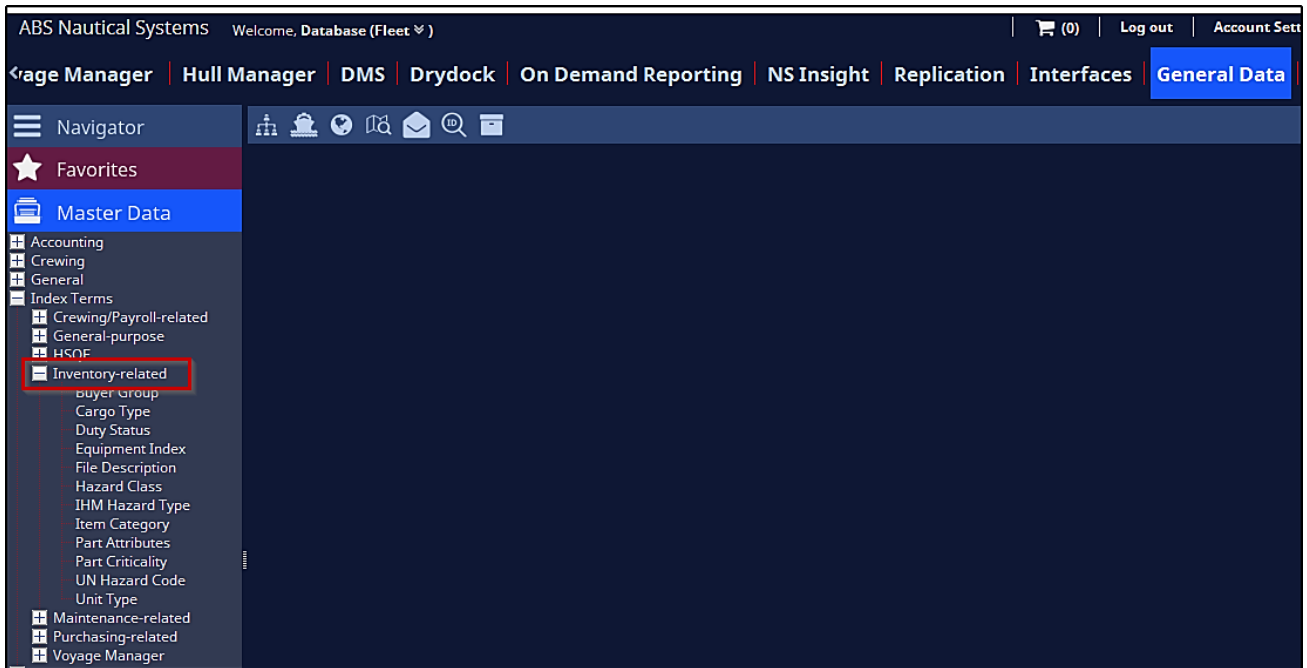 ABS Nautical Systems Welcome, Database (Fleet ) (0) Log out Account Sett
age Manager Hull Manager DMS Drydock On Demand Reporting NS Insight Replication Interfaces General Data
Navigator ID
Favorites
Master Data
Accounting
Crewing
General
Index Terms
Crewing/Payroll-related
General-purpose
HSQE
Inventory-related
Buyer Group
Cargo Type
Duty Status
Equipment Index
File Description
Hazard Class
IHM Hazard Type
Item Category
Part Attributes
Part Criticality
UN Hazard Code
Unit Type
Maintenance-related
Purchasing-related
Voyage Manager